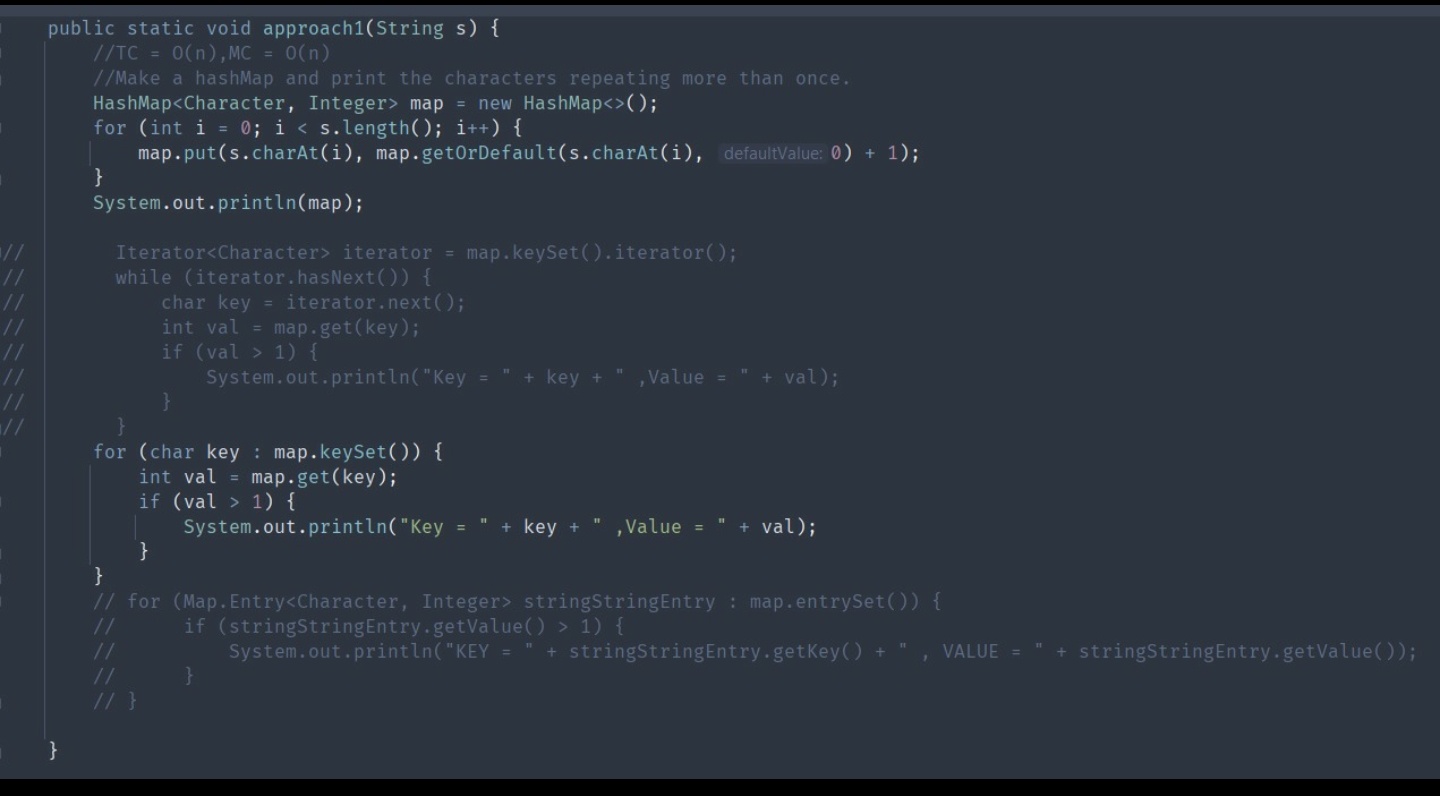 public static void approach1(String s) {
//TC = O(n),MC = O(n)
//Make a hashMap and print the characters repeating more than once.
HashMap<Character, Integer> map = new HashMap<>();
for (int i = 0; i < s.length(); i++) {
map.put(s.charAt(i), map.getOrDefault(s.charAt(i), defaultValue: 0) + 1);
}
System.out.println(map);
// Iterator<Character> iterator = map.keySet().iterator();
// while (iterator.hasNext()) {
// char key = iterator.next();
// int val = map.get(key);
// if (val > 1) {
// System.out.println("Key = " + key + " ,Value = " + val);
// }
// }
for (char key : map.keySet()) {
int val = map.get(key);
if (val > 1) {
System.out.println("Key = " + key + " ,Value = " + val);
}
}
// for (Map.Entry<Character, Integer> stringStringEntry : map.entrySet()) {
// if (stringStringEntry.getValue() > 1) {
// System.out.println("KEY = " + stringStringEntry.getKey() + " , VALUE = " + stringStringEntry.getValue());
// }
// }
}